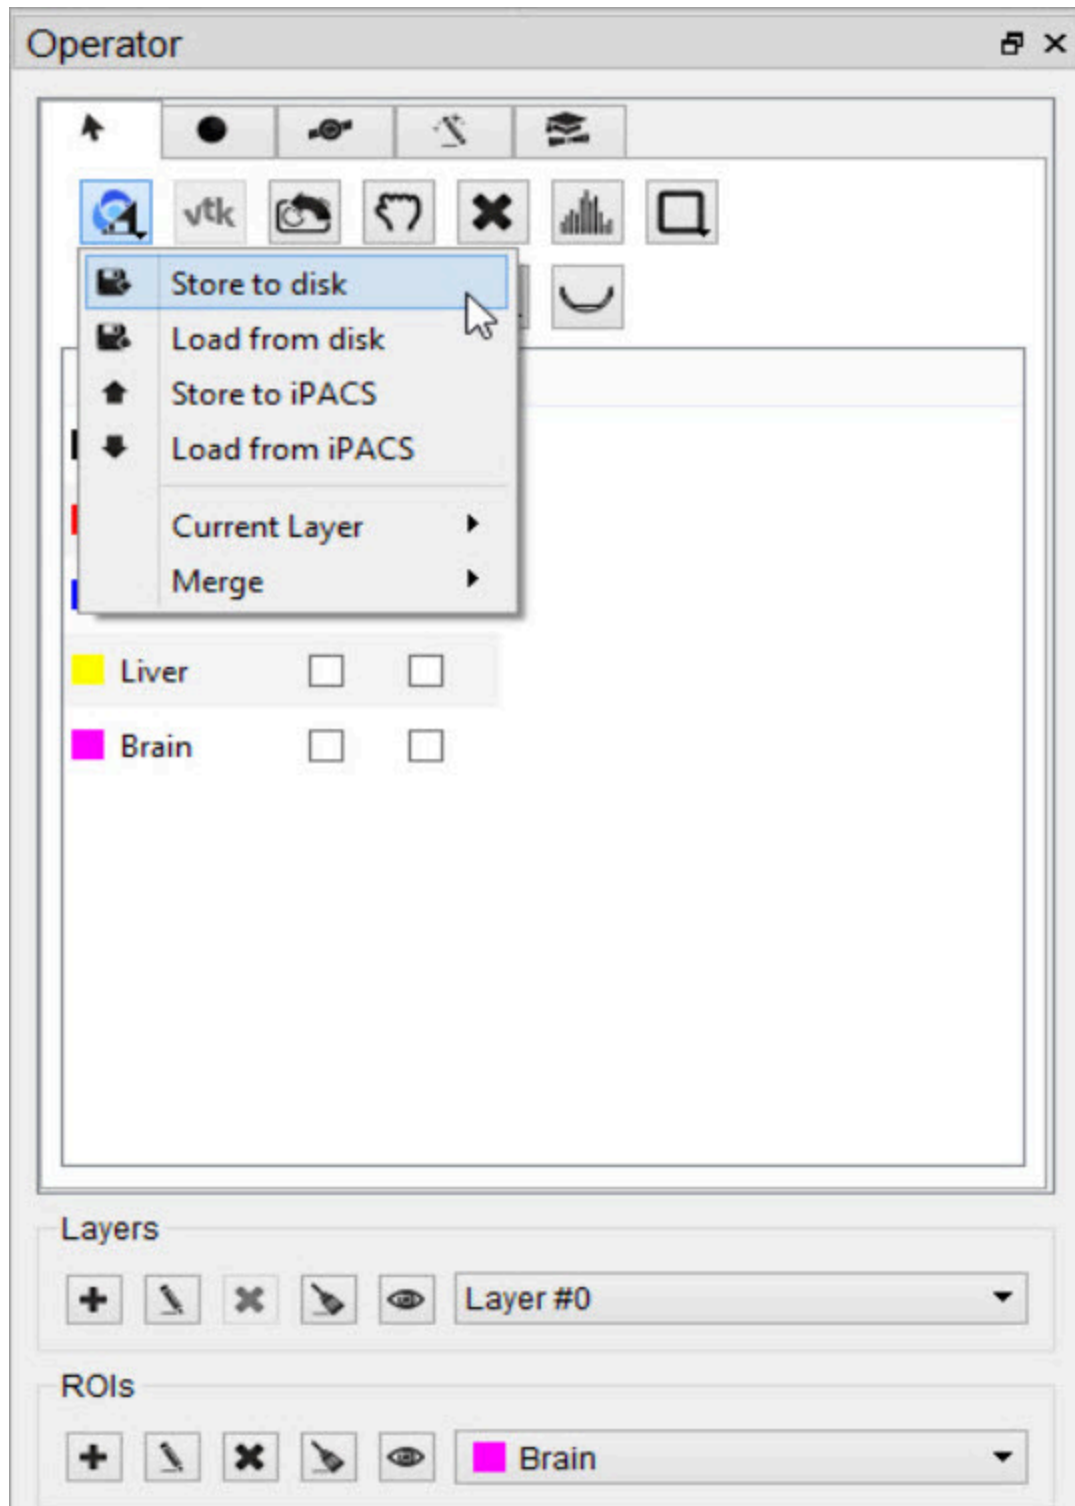 Operator
vtk
Store to disk
Load from disk
Store to iPACS
Load from iPACS
Current Layer
Merge
Liver
Brain
Layers
Layer #0
ROIs
Brain